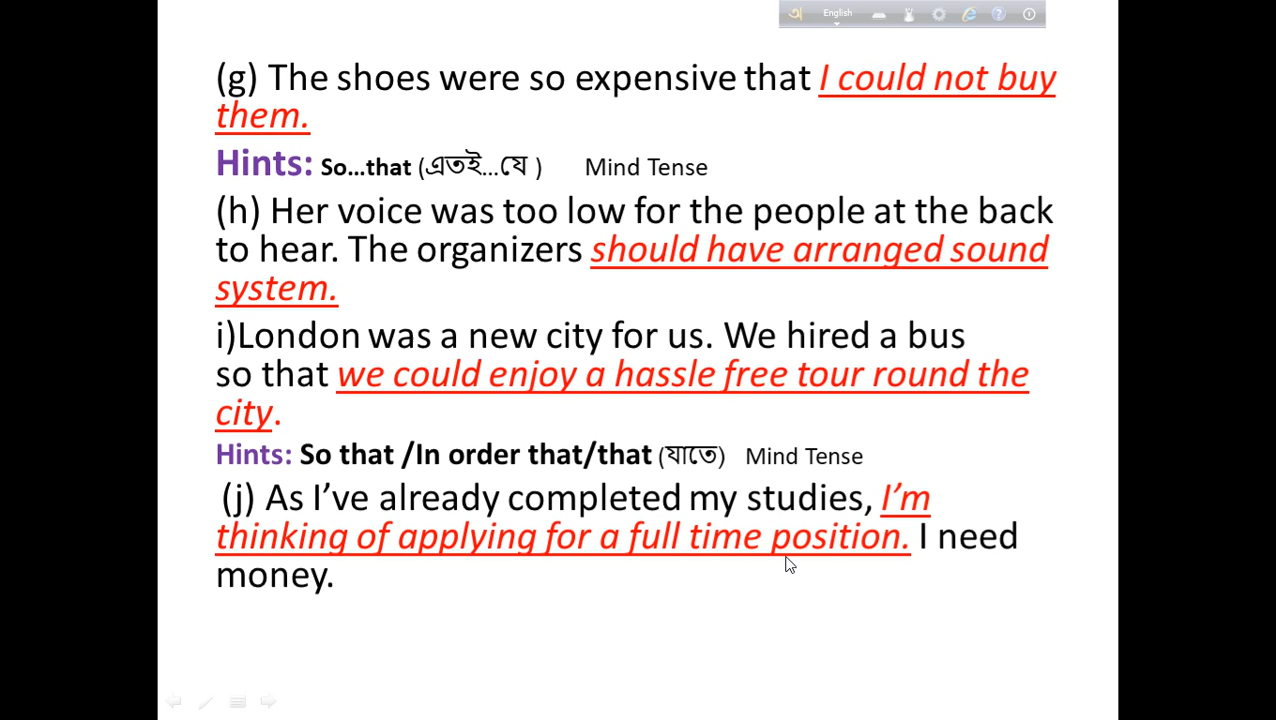 অ English
(g) The shoes were so expensive that I could not buy
them.
Hints: So...that (এতই...যে ) Mind Tense
(h) Her voice was too low for the people at the back
to hear. The organizers should have arranged sound
system.
i)London was a new city for us. We hired a bus
so that we could enjoy a hassle free tour round the
city.
Hints: So that /In order that/that (যাতে) Mind Tense
(j) As I’ve already completed my studies, I’m
thinking of applying for a full time position. I need
money.